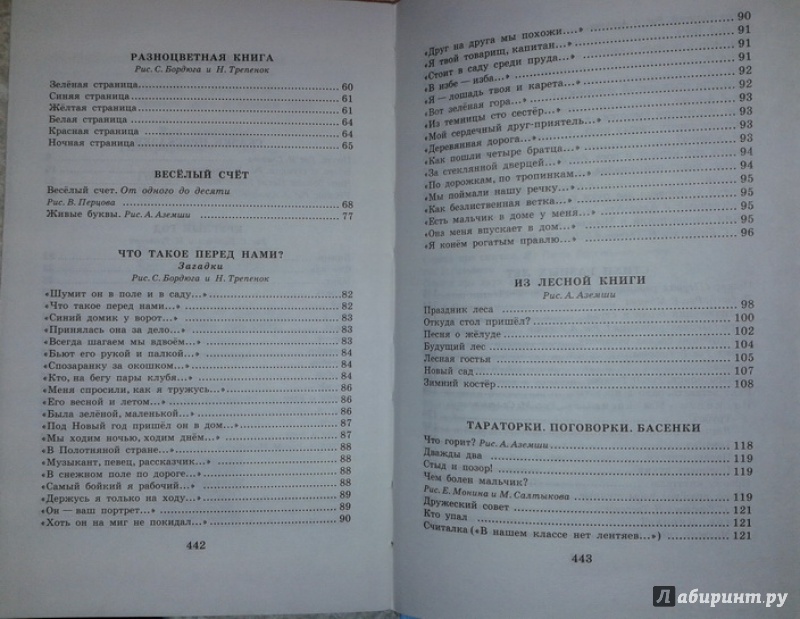 РАЗНОЦВЕТНАЯ КНИГА
Рис. С. Бордюга и Н. Трепенок
Зелёная страница 60
Синяя страница 61
Жёлтая страница 61
Белая страница 64
Красная страница 64
Ночная страница 65
ВЕСЁЛЫЙ СЧЁТ
Весёлый счет. От одного до десяти
Рис. В. Перцова 68
Живые буквы. Рис. А. Аземши 77
ЧТО ТАКОЕ ПЕРЕД НАМИ?
Загадки
Рис. С. Бордюга и Н. Трепенок
«Шумит он в поле и в саду...» 82
«Что такое перед нами...» 82
«Синий домик у ворот...» 83
«Принялась она за дело...» 83
«Всегда шагаем мы вдвоём...» 83
«Бьют его рукой и палкой...» 84
«Спозаранку за окошком...» 84
«Кто, на бегу пары клубя...» 84
«Меня спросили, как я тружусь...» 86
«Его весной и летом...» 86
«Была зелёной, маленькой...» 86
«Под Новый год пришёл он в дом...» 87
«Мы ходим ночью, ходим днём...» 87
«В Полотняной стране...» 88
«Музыкант, певец, рассказчик...» 88
«В снежном поле по дороге...» 88
«Самый бойкий я рабочий...» 88
«Держусь я только на ходу...» 89
«Он — ваш портрет...» 89
«Хоть он на миг не покидал...» 90
442
«Друг на друга мы похожи....» 90
«Я твой товарищ, капитан...» 91
«Стоит в саду среди пруда...» 91
«В избе — изба...» 91
«Я — лошадь твоя и карета...» 92
«Вот зелёная гора...» 92
«Из темницы сто сестёр...» 93
«Мой сердечный друг-приятель...» 93
«Деревянная дорога...» 93
«Как пошли четыре братца...» 93
«За стеклянной дверцей...» 94
«По дорожкам, по тропинкам...» 94
«Мы поймали нашу речку...» 95
«Как безлиственная ветка...» 95
«Есть мальчик в доме у меня...» 95
«Она меня впускает в дом...» 95
«Я конём рогатым правлю...» 96
ИЗ ЛЕСНОЙ КНИГИ
Рис. А. Аземши
Праздник леса 98
Откуда стол пришёл? 100
Песня о жёлуде 102
Будущий лес 104
Лесная гостья 105
Новый сад 107
Зимний костёр 108
ТАРАТОРКИ. ПОГОВОРКИ. БАСЕНКИ
Что горит? Рис. А. Аземши 118
Дважды два 119
Стыд и позор! 119
Чем болен мальчик?
Рис. Е. Монина и М. Салтыкова 119
Дружеский совет 121
Кто упал 121
Считалка («В нашем классе нет лентяев...») 121
443
Лабиринт.ру